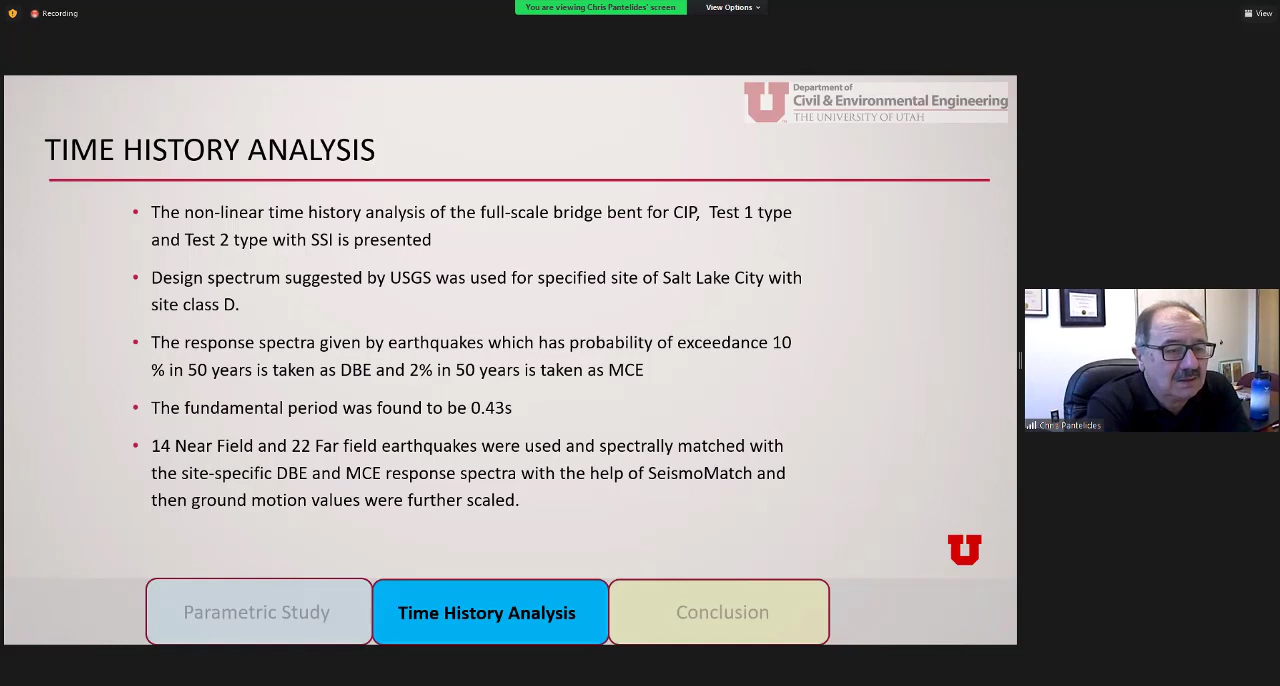 Recording
You are viewing Chris Pantelides' screen
View Options
View
Department of
Civil & Environmental Engineering
THE UNIVERSITY OF UTAH
TIME HISTORY ANALYSIS
• The non-linear time history analysis of the full-scale bridge bent for CIP, Test 1 type
and Test 2 type with SSI is presented
• Design spectrum suggested by USGS was used for specified site of Salt Lake City with
site class D.
• The response spectra given by earthquakes which has probability of exceedance 10
% in 50 years is taken as DBE and 2% in 50 years is taken as MCE
• The fundamental period was found to be 0.43s
• 14 Near Field and 22 Far field earthquakes were used and spectrally matched with
the site-specific DBE and MCE response spectra with the help of SeismoMatch and
then ground motion values were further scaled.
Chris Pantelides
Parametric Study
Time History Analysis
Conclusion